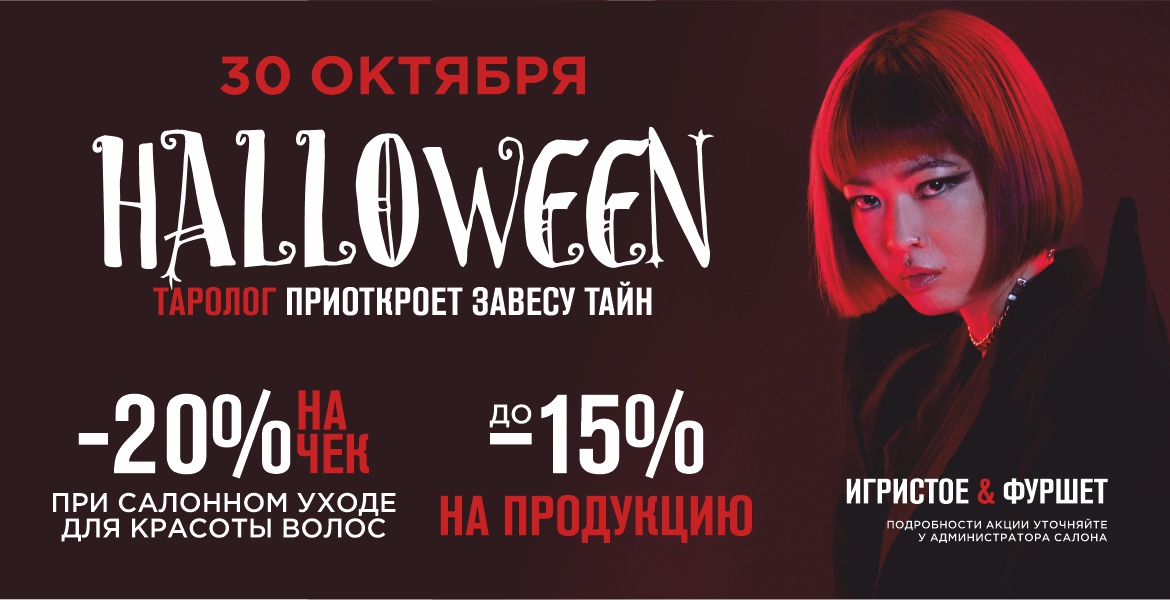 30 ОКТЯБРЯ
HALLOWEEN
ТАРОЛОГ ПРИОТКРОЕТ ЗАВЕСУ ТАЙН
-20% НА ЧЕК
ПРИ САЛОННОМ УХОДЕ
ДЛЯ КРАСОТЫ ВОЛОС
ДО -15%
НА ПРОДУКЦИЮ
ИГРИСТОЕ & ФУРШЕТ
ПОДРОБНОСТИ АКЦИИ УТОЧНЯЙТЕ
У АДМИНИСТРАТОРА САЛОНА